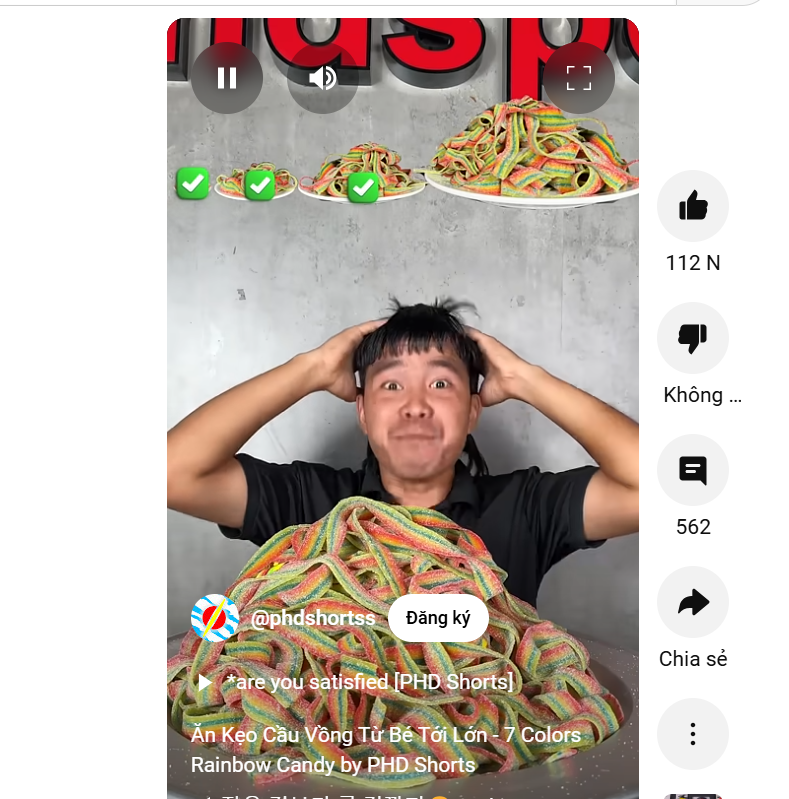 112 N
Không ...
562
@phdshortss
Đăng ký
Chia sẻ
*are you satisfied [PHD Shorts]
Ăn Kẹo Cầu Vồng Từ Bé Tới Lớn - 7 Colors
Rainbow Candy by PHD Shorts